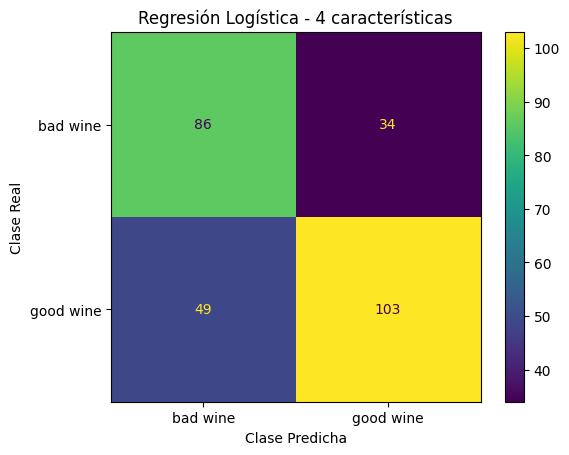 Regresión Logística - 4 características
Clase Real
bad wine
86
34
good wine
49
103
bad wine
good wine
Clase Predicha
100
90
80
70
60
50
40